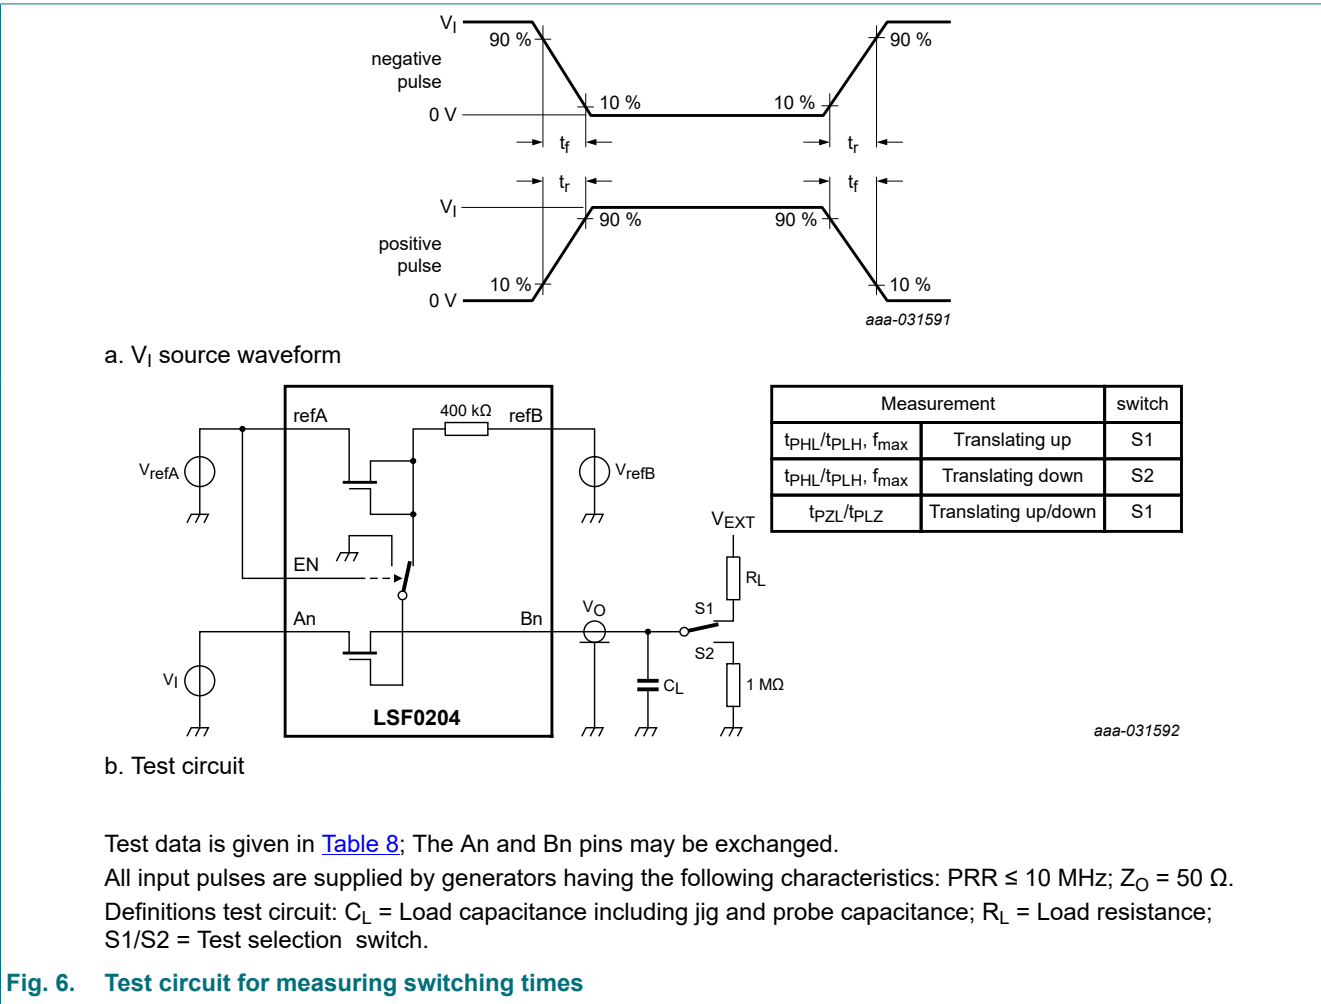 VI
90 %
90 %
negative
pulse
10 %
10 %
0 V
tf
tr
tr
tf
VI
90 %
90 %
positive
pulse
10 %
10 %
0 V
aaa-031591
a. VI source waveform
refA
400 kΩ
refB
VrefA
VrefB
EN
An
Bn
VI
LSF0204
VO
CL
VEXT
RL
S1
S2
1 MΩ
Measurement switch
tPHL/tPLH, fmax Translating up S1
tPHL/tPLH, fmax Translating down S2
tPZL/tPLZ Translating up/down S1
aaa-031592
b. Test circuit
Test data is given in Table 8; The An and Bn pins may be exchanged.
All input pulses are supplied by generators having the following characteristics: PRR ≤ 10 MHz; ZO = 50 Ω.
Definitions test circuit: CL = Load capacitance including jig and probe capacitance; RL = Load resistance;
S1/S2 = Test selection switch.
Fig. 6. Test circuit for measuring switching times